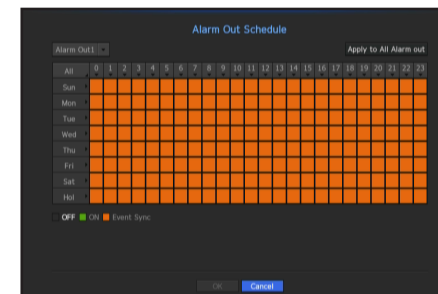 Alarm Out Schedule
Alarm Out1 Apply to All Alarm out
All 0 1 2 3 4 5 6 7 8 9 10 11 12 13 14 15 16 17 18 19 20 21 22 23
Sun
Mon
Tue
Wed
Thu
Fri
Sat
Hol
OFF ON Event Sync
OK Cancel